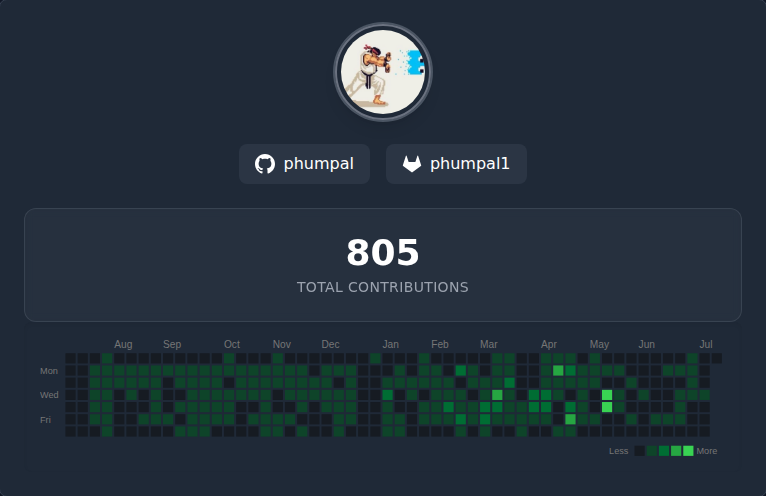 phumpal phumpal1
805
TOTAL CONTRIBUTIONS
Aug Sep Oct Nov Dec Jan Feb Mar Apr May Jun Jul
Mon
Wed
Fri
Less More